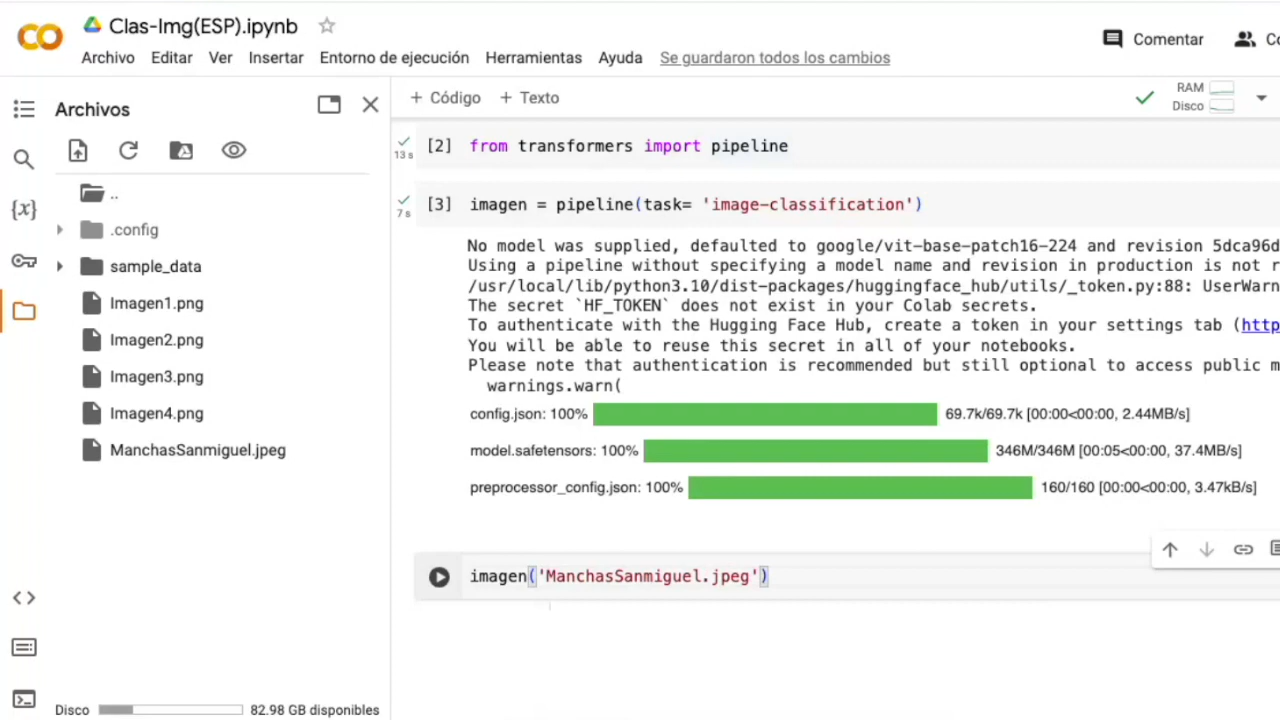 Clas-Img(ESP).ipynb
Archivo Editar Ver Insertar Entorno de ejecución Herramientas Ayuda Se guardaron todos los cambios
Comentar
Archivos
+ Código + Texto
RAM
Disco
..
.config
sample_data
Imagen1.png
Imagen2.png
Imagen3.png
Imagen4.png
ManchasSanmiguel.jpeg
Disco 82.98 GB disponibles
13 s
[2] from transformers import pipeline
7 s
[3] imagen = pipeline(task= 'image-classification')
No model was supplied, defaulted to google/vit-base-patch16-224 and revision 5dca96d
Using a pipeline without specifying a model name and revision in production is not
/usr/local/lib/python3.10/dist-packages/huggingface_hub/utils/_token.py:88: UserWarn
The secret `HF_TOKEN` does not exist in your Colab secrets.
To authenticate with the Hugging Face Hub, create a token in your settings tab (http
You will be able to reuse this secret in all of your notebooks.
Please note that authentication is recommended but still optional to access public
warnings.warn(
config.json: 100% 69.7k/69.7k [00:00<00:00, 2.44MB/s]
model.safetensors: 100% 346M/346M [00:05<00:00, 37.4MB/s]
preprocessor_config.json: 100% 160/160 [00:00<00:00, 3.47kB/s]
imagen('ManchasSanmiguel.jpeg')